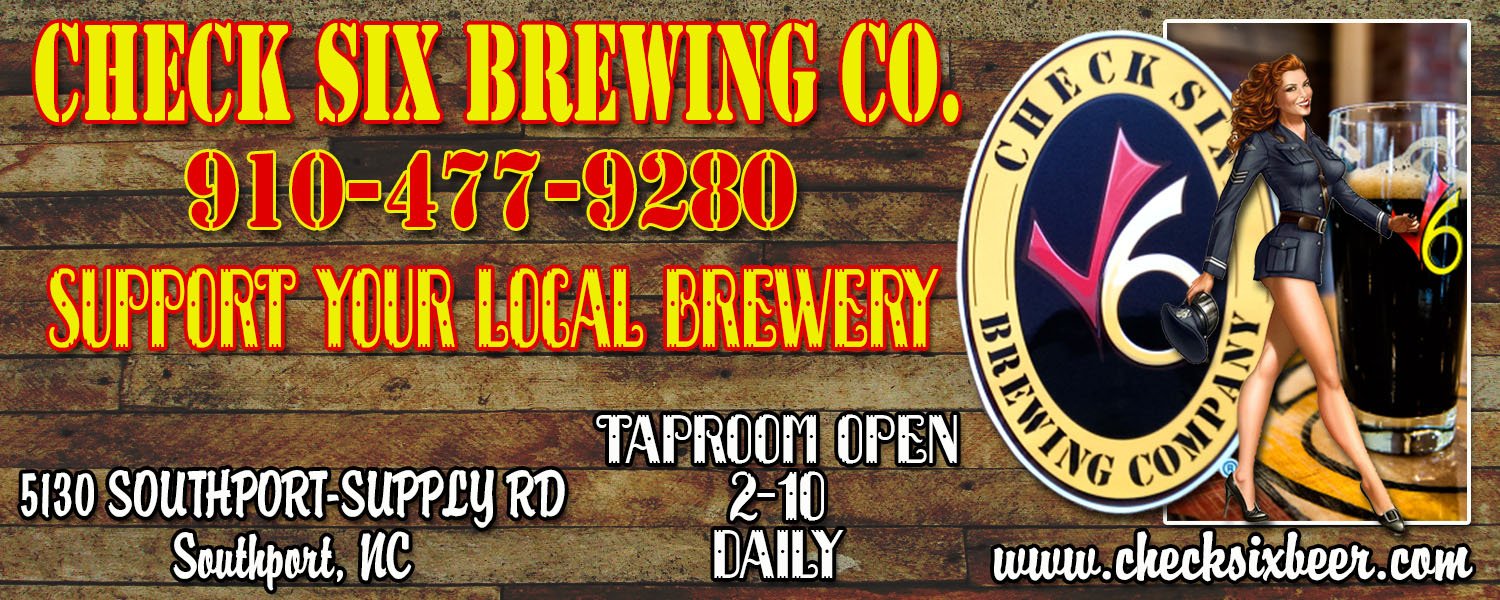 CHECK SIX BREWING CO.
910-477-9280
SUPPORT YOUR LOCAL BREWERY
5130 SOUTHPORT-SUPPLY RD
Southport, NC
TAPROOM OPEN
2-10
DAILY
CHECK SIX
6
BREWING COMPANY
®
6
www.checksixbeer.com